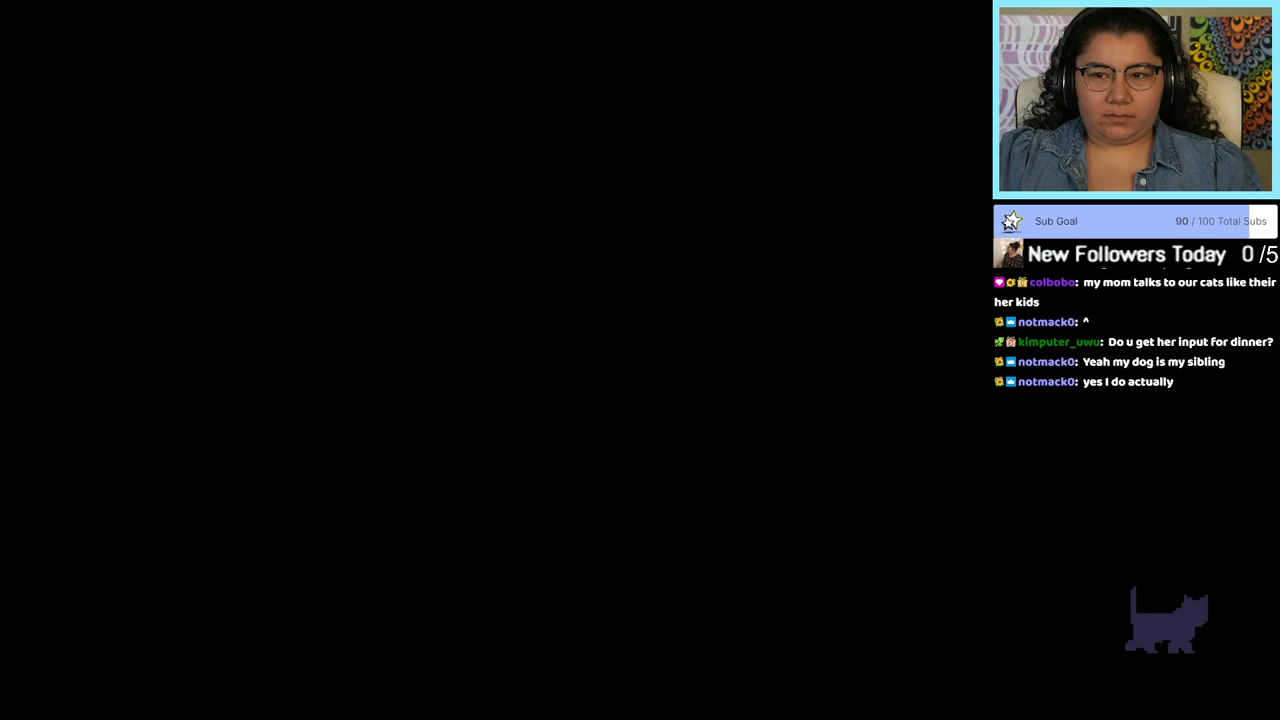 Sub Goal
90 / 100 Total Subs
New Followers Today 0 /5
colbobo: my mom talks to our cats like their
her kids
notmack0: ^
kimputer_uwu: Do u get her input for dinner?
notmack0: Yeah my dog is my sibling
notmack0: yes I do actually